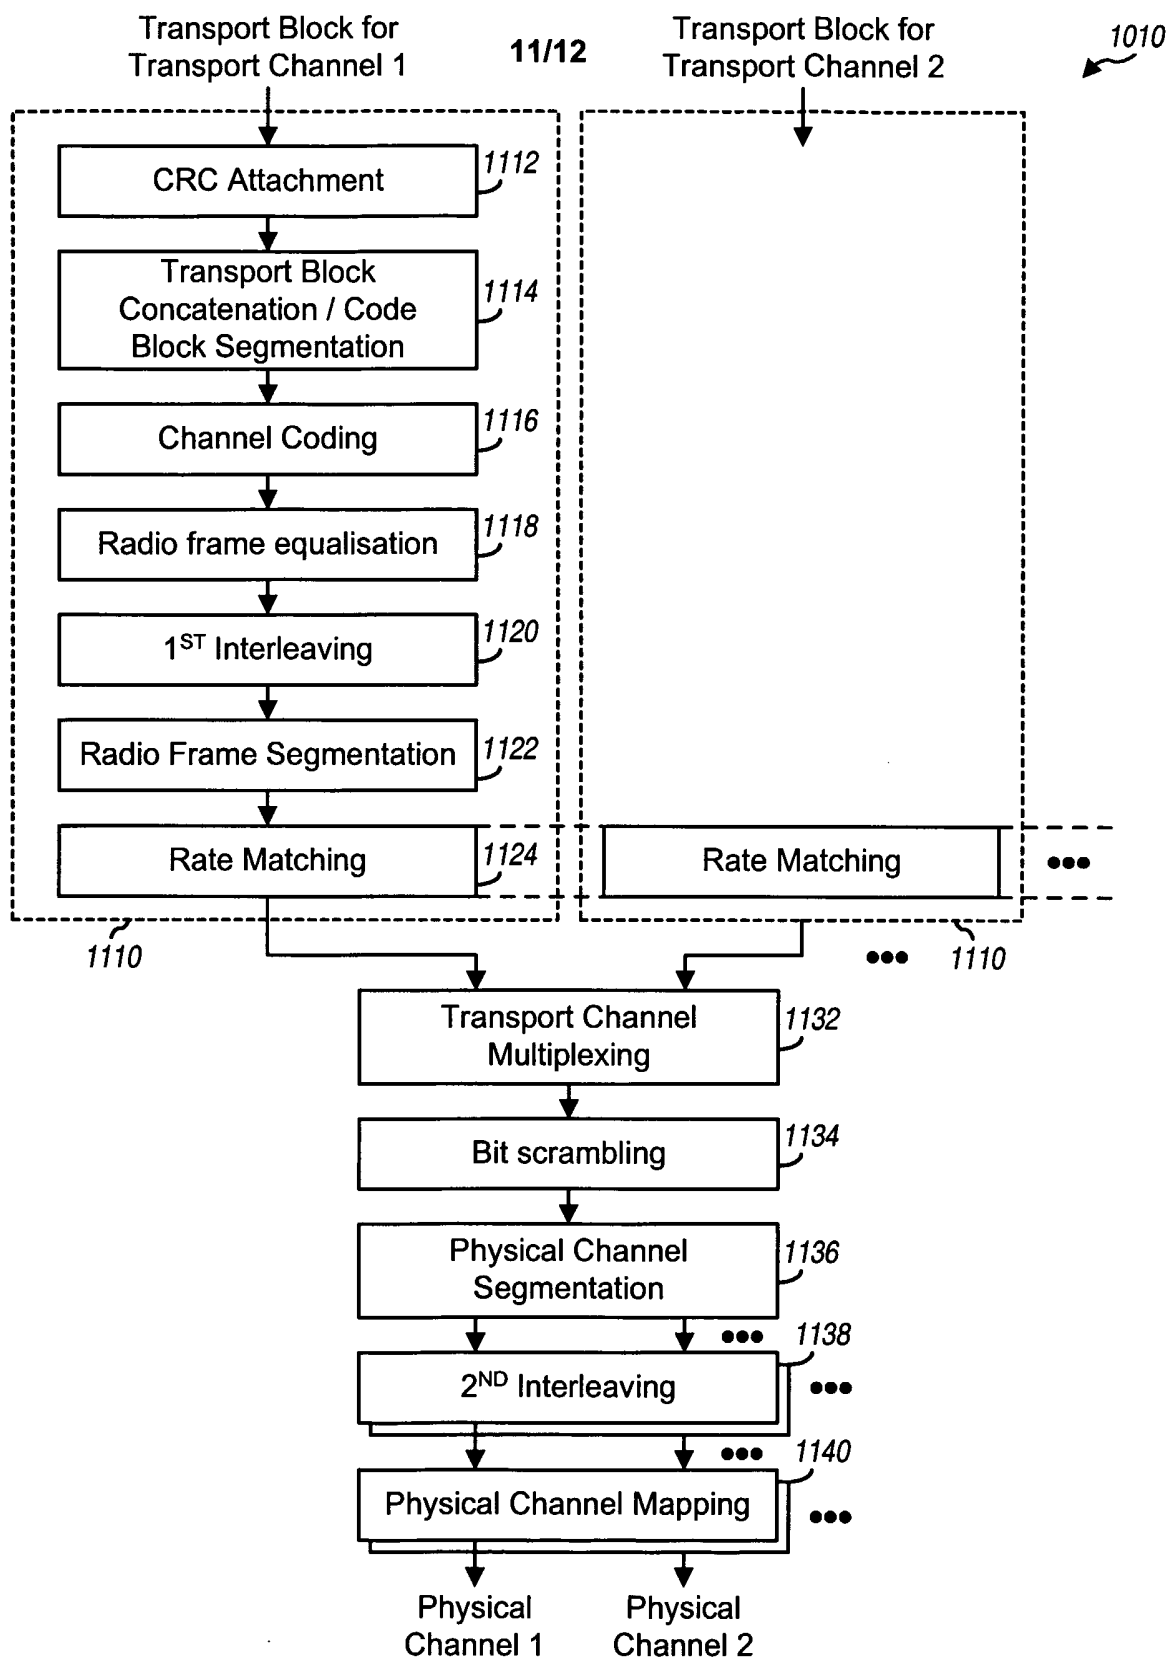 Transport Block for
Transport Channel 1
11/12
Transport Block for
Transport Channel 2
1010
CRC Attachment
1112
Transport Block
Concatenation / Code
Block Segmentation
1114
Channel Coding
1116
Radio frame equalisation
1118
1ST Interleaving
1120
Radio Frame Segmentation
1122
Rate Matching
1124
Rate Matching
•••
1110
•••
1110
Transport Channel
Multiplexing
1132
Bit scrambling
1134
Physical Channel
Segmentation
1136
•••
1138
2ND Interleaving
•••
•••
1140
Physical Channel Mapping
•••
Physical
Channel 1
Physical
Channel 2